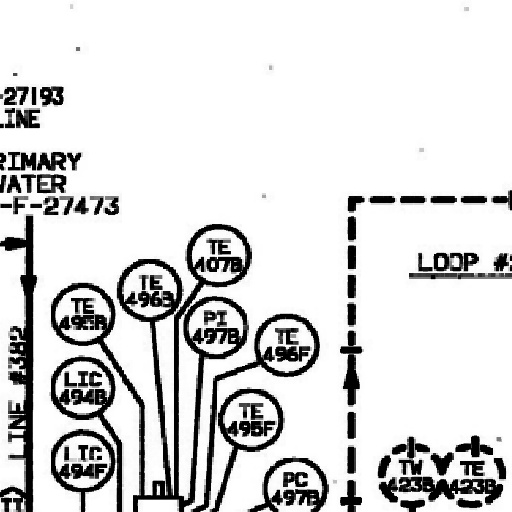 -27193
LINE
PRIMARY
WATER
-F-27473
TE
407B
TE
496B
LOOP #
TE
495B
PI
497B
TE
496F
LINE #382
LIC
494B
TE
495F
LIC
494F
TW
423B
TE
423B
PC
497B